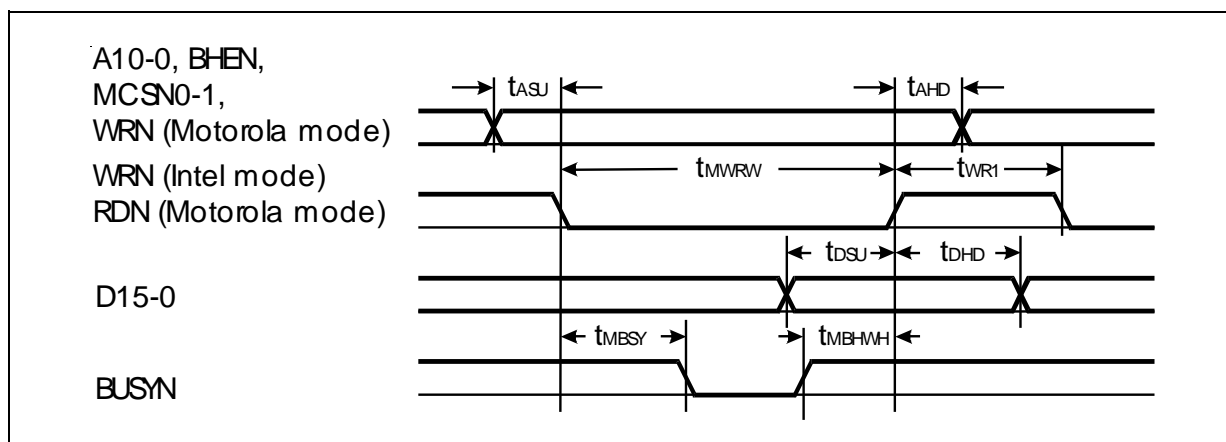 A10-0, BHEN,
MCSN0-1,
WRN (Motorola mode)
WRN (Intel mode)
RDN (Motorola mode)
D15-0
BUSYN
tASU
tAHD
tMWRW
tWR1
tDSU
tDHD
tMBSY
tMBHWH